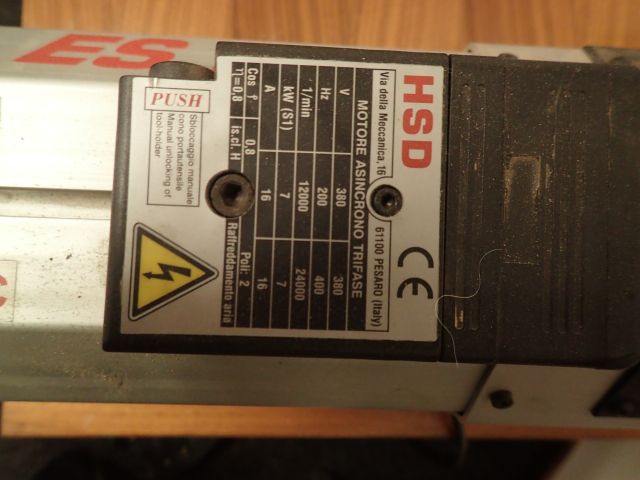 ES
HSD
CE
Via della Meccanica, 16
61100 PESARO (Italy)
MOTORE ASINCRONO TRIFASE
V 380 380
Hz 200 400
1/min 12000 24000
kW (S1) 7 7
A 16 16
Cos f 0,8 Poli: 2
η=0,8 Is.cl. H Raffreddamento aria
PUSH
Sbloccaggio manuale
cono portautensile
Manual unlocking of
tool-holder
C